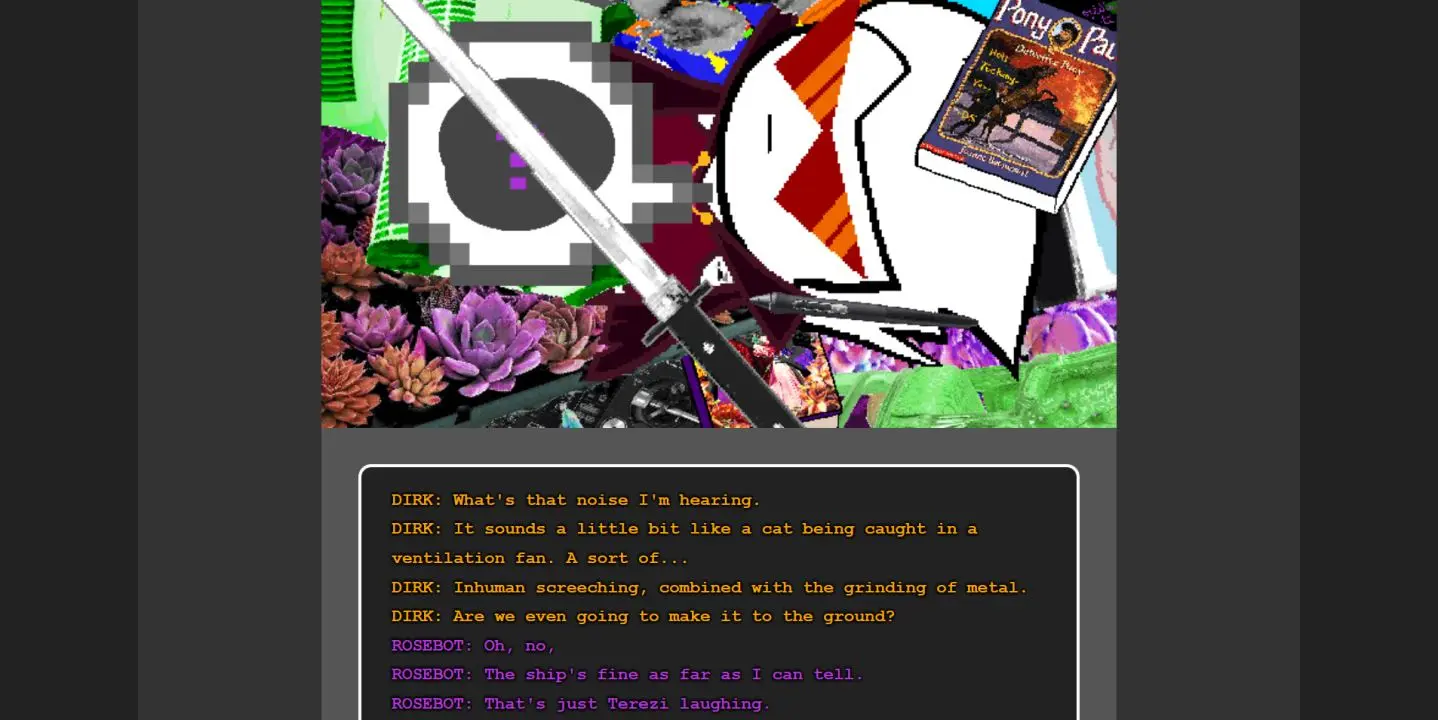 Pony Pal
Detective Pony
DIRK: What's that noise I'm hearing.
DIRK: It sounds a little bit like a cat being caught in a
ventilation fan. A sort of...
DIRK: Inhuman screeching, combined with the grinding of metal.
DIRK: Are we even going to make it to the ground?
ROSEBOT: Oh, no,
ROSEBOT: The ship's fine as far as I can tell.
ROSEBOT: That's just Terezi laughing.